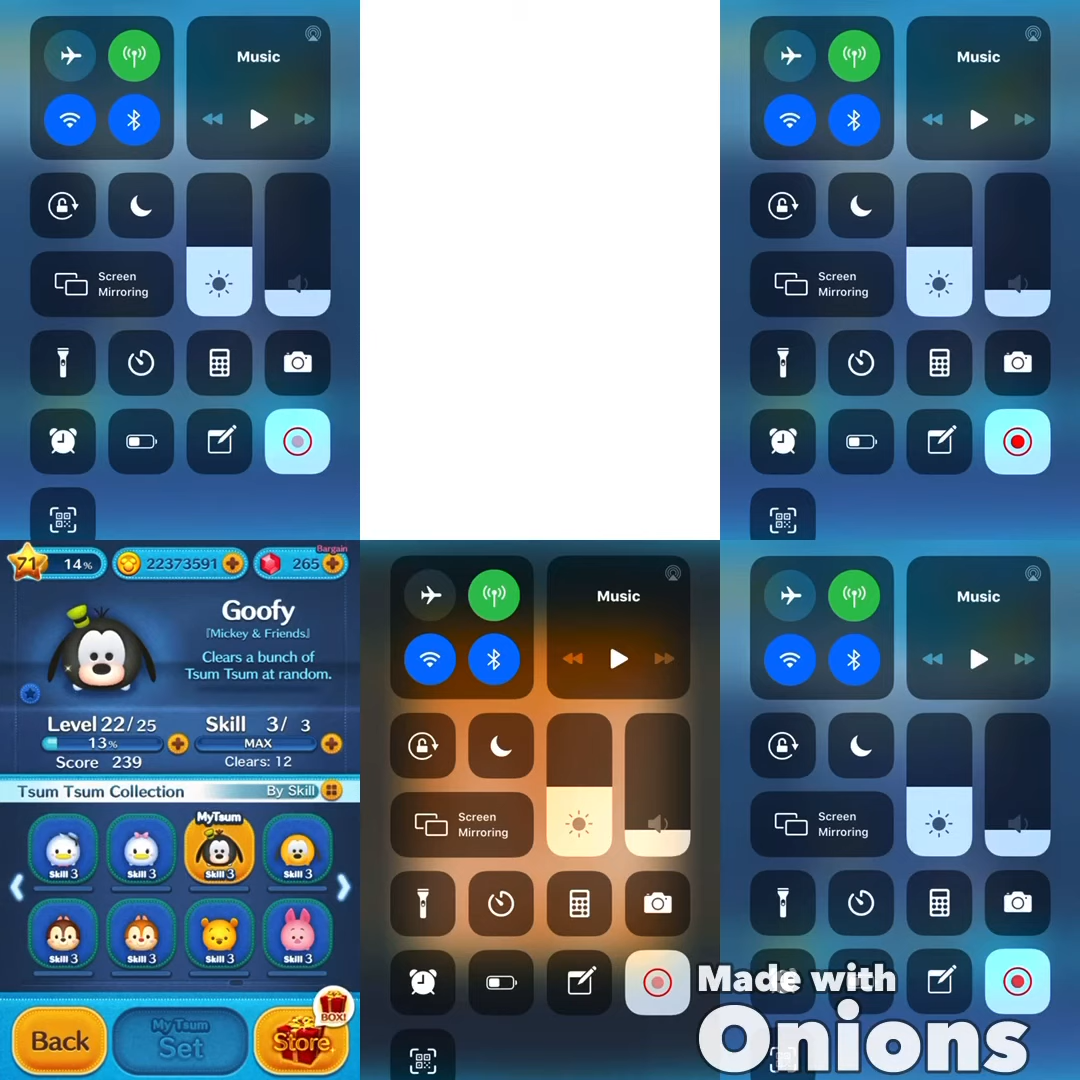 Music
Screen
Mirroring
Music
Screen
Mirroring
71
14%
22373591
Bargain
265
Goofy
『Mickey & Friends』
Clears a bunch of
Tsum Tsum at random.
Level 22/25
Skill 3/ 3
13%
MAX
Score 239
Clears: 12
Tsum Tsum Collection
By Skill
MyTsum
Skill 3
Skill 3
Skill 3
Skill 3
Skill 3
Skill 3
Skill 3
Skill 3
Back
My Tsum
Set
BOX!
Store
Music
Screen
Mirroring
Music
Screen
Mirroring
Made with
Onions